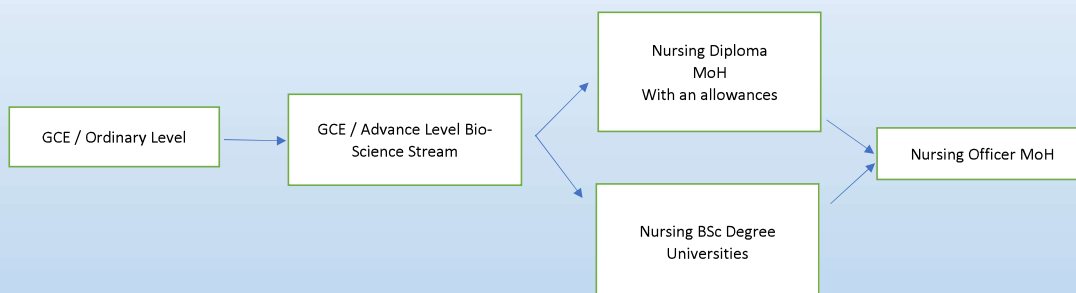 GCE / Ordinary Level
GCE / Advance Level Bio-
Science Stream
Nursing Diploma
MoH
With an allowances
Nursing BSc Degree
Universities
Nursing Officer MoH